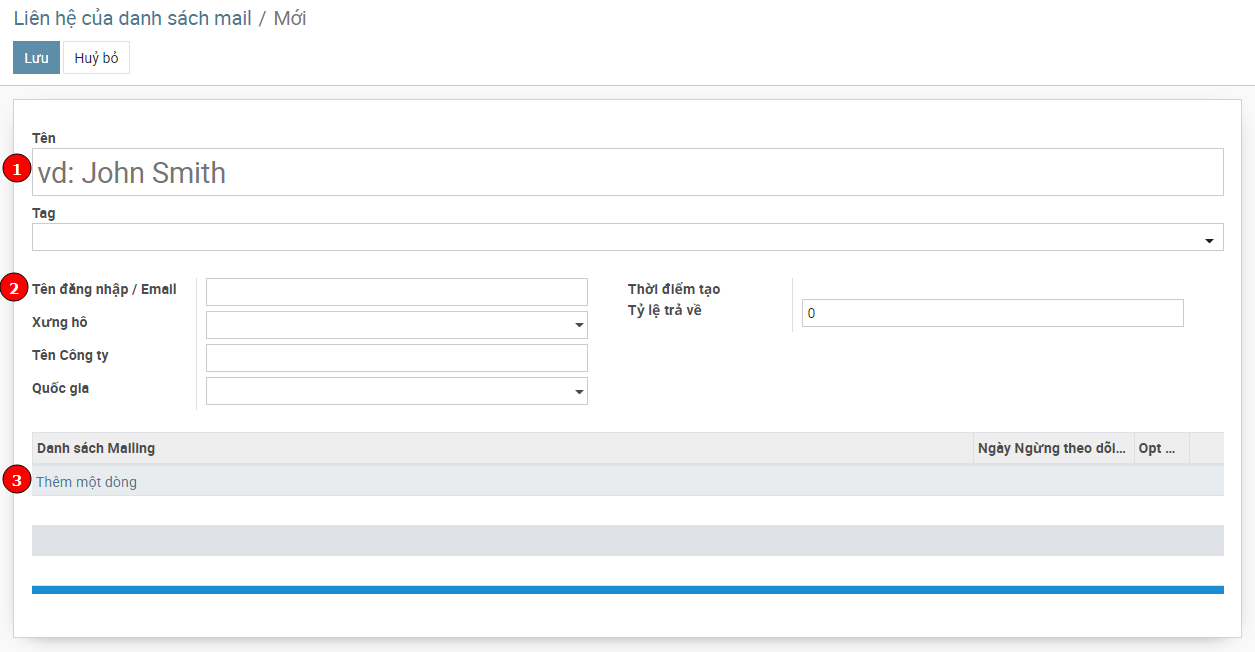 Liên hệ của danh sách mail / Mới
Lưu Huỷ bỏ
Tên
1 vd: John Smith
Tag
2 Tên đăng nhập / Email Thời điểm tạo
Tỷ lệ trả về 0
Xưng hô
Tên Công ty
Quốc gia
Danh sách Mailing Ngày Ngừng theo dõi... Opt ...
3 Thêm một dòng